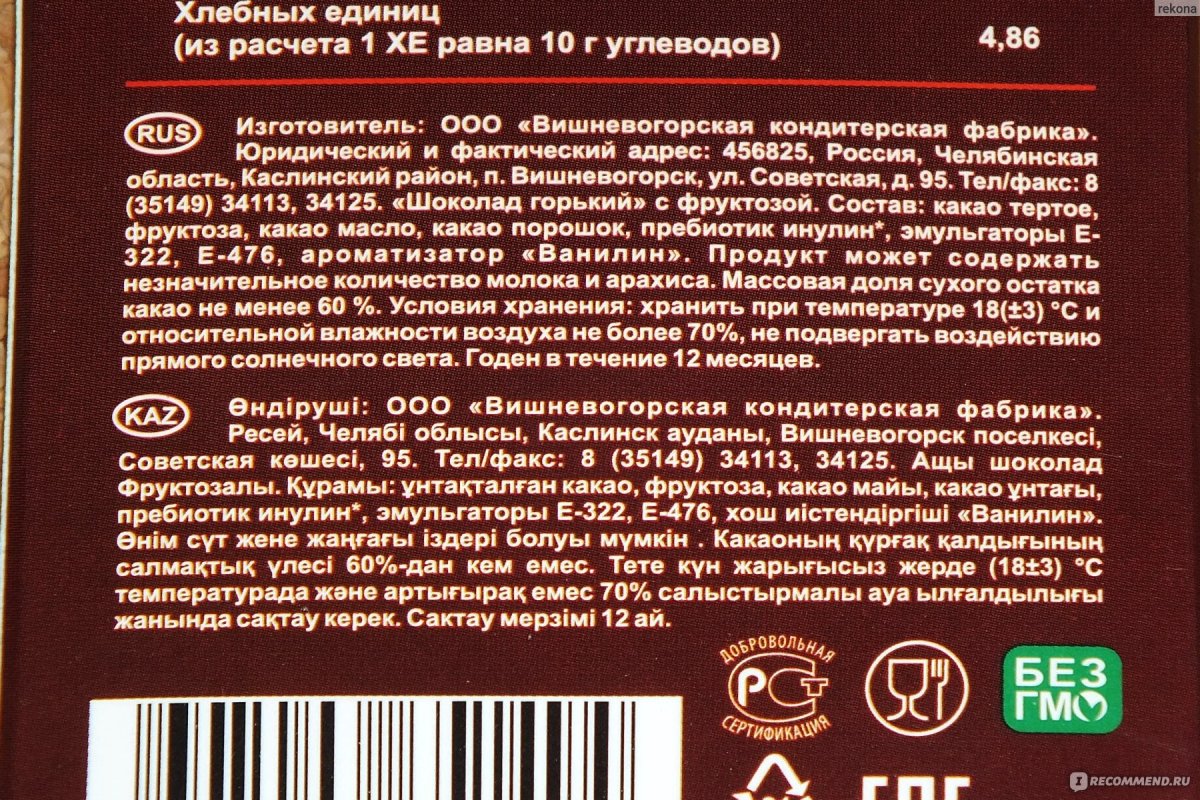 rekona
Хлебных единиц
(из расчета 1 ХЕ равна 10 г углеводов) 4,86
RUS Изготовитель: ООО «Вишневогорская кондитерская фабрика».
Юридический и фактический адрес: 456825, Россия, Челябинская
область, Каслинский район, п. Вишневогорск, ул. Советская, д. 95. Тел/факс: 8
(35149) 34113, 34125. «Шоколад горький» с фруктозой. Состав: какао тертое,
фруктоза, какао масло, какао порошок, пребиотик инулин*, эмульгаторы Е-
322, Е-476, ароматизатор «Ванилин». Продукт может содержать
незначительное количество молока и арахиса. Массовая доля сухого остатка
какао не менее 60 %. Условия хранения: хранить при температуре 18(±3) °С и
относительной влажности воздуха не более 70%, не подвергать воздействию
прямого солнечного света. Годен в течение 12 месяцев.
KAZ Өндіруші: ООО «Вишневогорская кондитерская фабрика».
Ресей, Челябі облысы, Каслинск ауданы, Вишневогорск поселкесі,
Советская көшесі, 95. Тел/факс: 8 (35149) 34113, 34125. Ащы шоколад
Фруктозалы. Құрамы: ұнтақталған какао, фруктоза, какао майы, какао ұнтағы,
пребиотик инулин*, эмульгаторы Е-322, Е-476, хош иістендіргіші «Ванилин».
Өнім сүт жене жаңғағы іздері болуы мүмкін . Какаоның құрғақ қалдығының
салмақтық үлесі 60%-дан кем емес. Тете күн жарығысыз жерде (18±3) °С
температурада және артығырақ емес 70% салыстырмалы ауа ылғалдылығы
жанында сақтау керек. Сақтау мерзімі 12 ай.
ДОБРОВОЛЬНАЯ
РСТ
СЕРТИФИКАЦИЯ
БЕЗ
ГМО
I RECOMMEND.RU